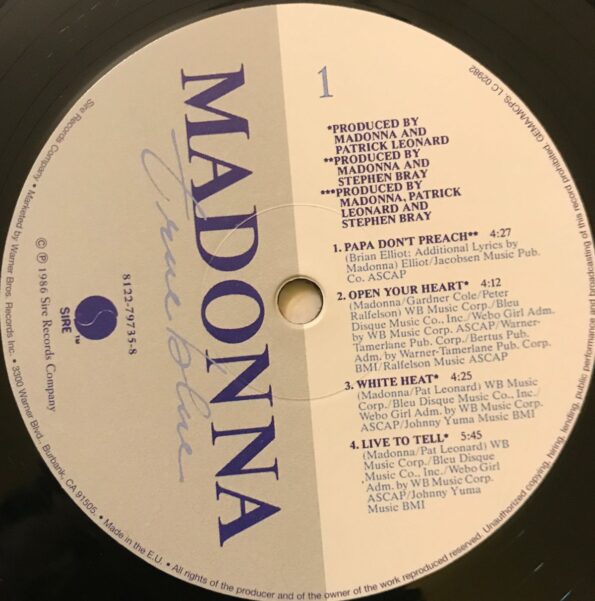 MADONNA
True blue
1
*PRODUCED BY
MADONNA AND
PATRICK LEONARD
**PRODUCED BY
MADONNA AND
STEPHEN BRAY
***PRODUCED BY
MADONNA, PATRICK
LEONARD AND
STEPHEN BRAY
1. PAPA DON'T PREACH** 4:27
(Brian Elliot: Additional Lyrics by
Madonna) Elliot/Jacobsen Music Pub.
Co. ASCAP
2. OPEN YOUR HEART* 4:12
(Madonna/Gardner Cole/Peter
Ralfelson) WB Music Corp./Bleu
Disque Music Co., Inc./Webo Girl Adm.
by WB Music Corp. ASCAP/Warner-
Tamerlane Pub. Corp./Bertus Pub.
Adm. by Warner-Tamerlane Pub. Corp.
BMI/Ralfelson Music ASCAP
3. WHITE HEAT* 4:25
(Madonna/Pat Leonard) WB Music
Corp./Bleu Disque Music Co., Inc./
Webo Girl Adm. by WB Music Corp.
ASCAP/Johnny Yuma Music BMI
4. LIVE TO TELL* 5:45
(Madonna/Pat Leonard) WB
Music Corp./Bleu Disque
Music Co., Inc./Webo Girl
Adm. by WB Music Corp.
ASCAP/Johnny Yuma
Music BMI
8122-79735-8
SIRE™
© ℗ 1986 Sire Records Company
Sire Records Company • Marketed by Warner Bros. Records Inc. • 3300 Warner Blvd., Burbank, CA 91505. • Made in the E.U. • All rights of the producer and of the owner of the work reproduced reserved. Unauthorized copying, hiring, lending, public performance and broadcasting of this record prohibited. GEMA/MCPS, LC 02982